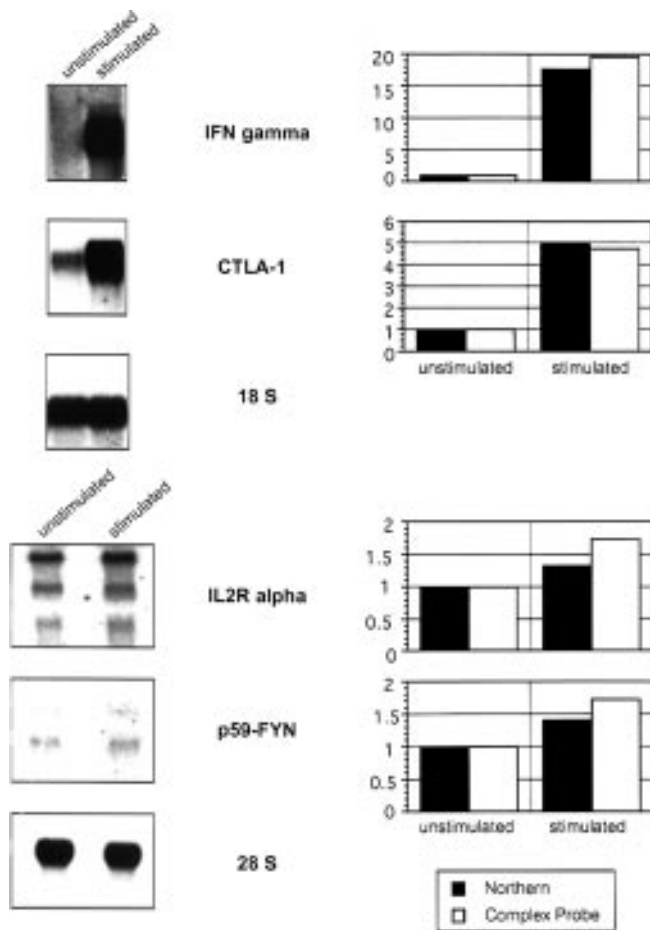 unstimulated
stimulated
IFN gamma
20
15
10
5
0
CTLA-1
6
5
4
3
2
1
0
unstimulated stimulated
18 S
unstimulated
stimulated
IL2R alpha
2
1.5
1
0.5
0
p59-FYN
2
1.5
1
0.5
0
unstimulated stimulated
28 S
Northern
Complex Probe